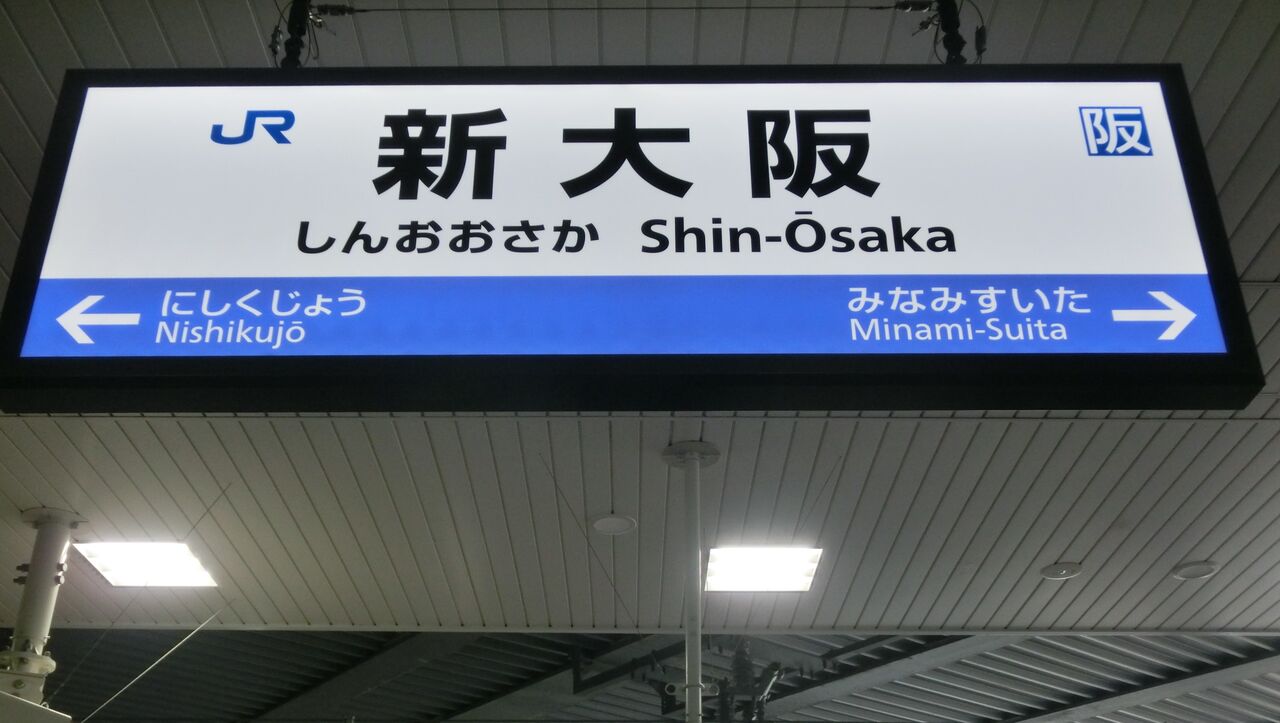 JR 新大阪 阪
しんおおさか Shin-Ōsaka
← にしくじょう みなみすいた →
Nishikujō Minami-Suita